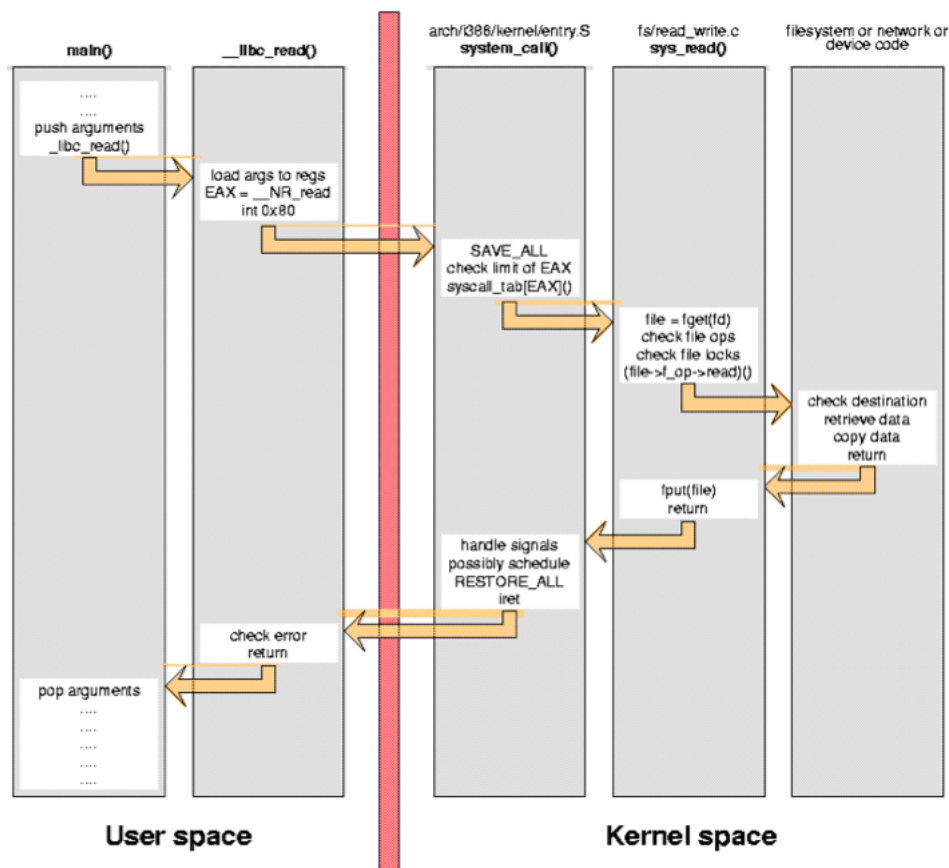 main()
__libc_read()
arch/i386/kernel/entry.S
system_call()
fs/read_write.c
sys_read()
filesystem or network or
device code
....
....
push arguments
_libc_read()
load args to regs
EAX = __NR_read
int 0x80
SAVE_ALL
check limit of EAX
syscall_tab[EAX]()
file = fget(fd)
check file ops
check file locks
(file->f_op->read)()
check destination
retrieve data
copy data
return
fput(file)
return
handle signals
possibly schedule
RESTORE_ALL
iret
check error
return
pop arguments
....
....
....
....
....
User space
Kernel space